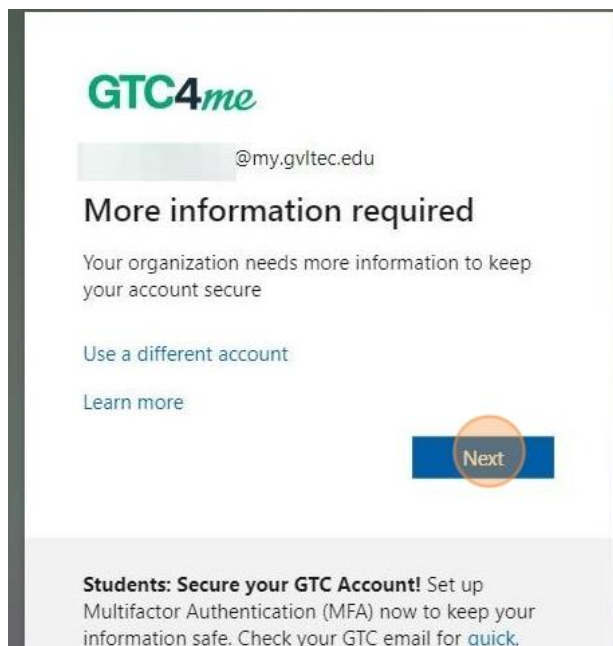 GTC4me
@my.gvltec.edu
More information required
Your organization needs more information to keep
your account secure
Use a different account
Learn more
Next
Students: Secure your GTC Account! Set up
Multifactor Authentication (MFA) now to keep your
information safe. Check your GTC email for quick,